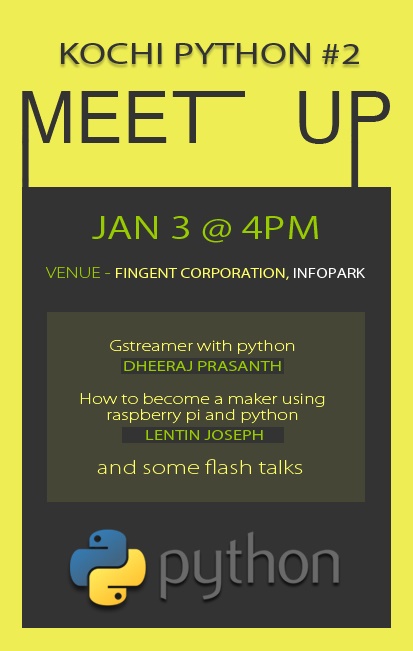 KOCHI PYTHON #2
MEET UP
JAN 3 @ 4PM
VENUE - FINGENT CORPORATION, INFOPARK
Gstreamer with python
DHEERAJ PRASANTH
How to become a maker using
raspberry pi and python
LENTIN JOSEPH
and some flash talks
python